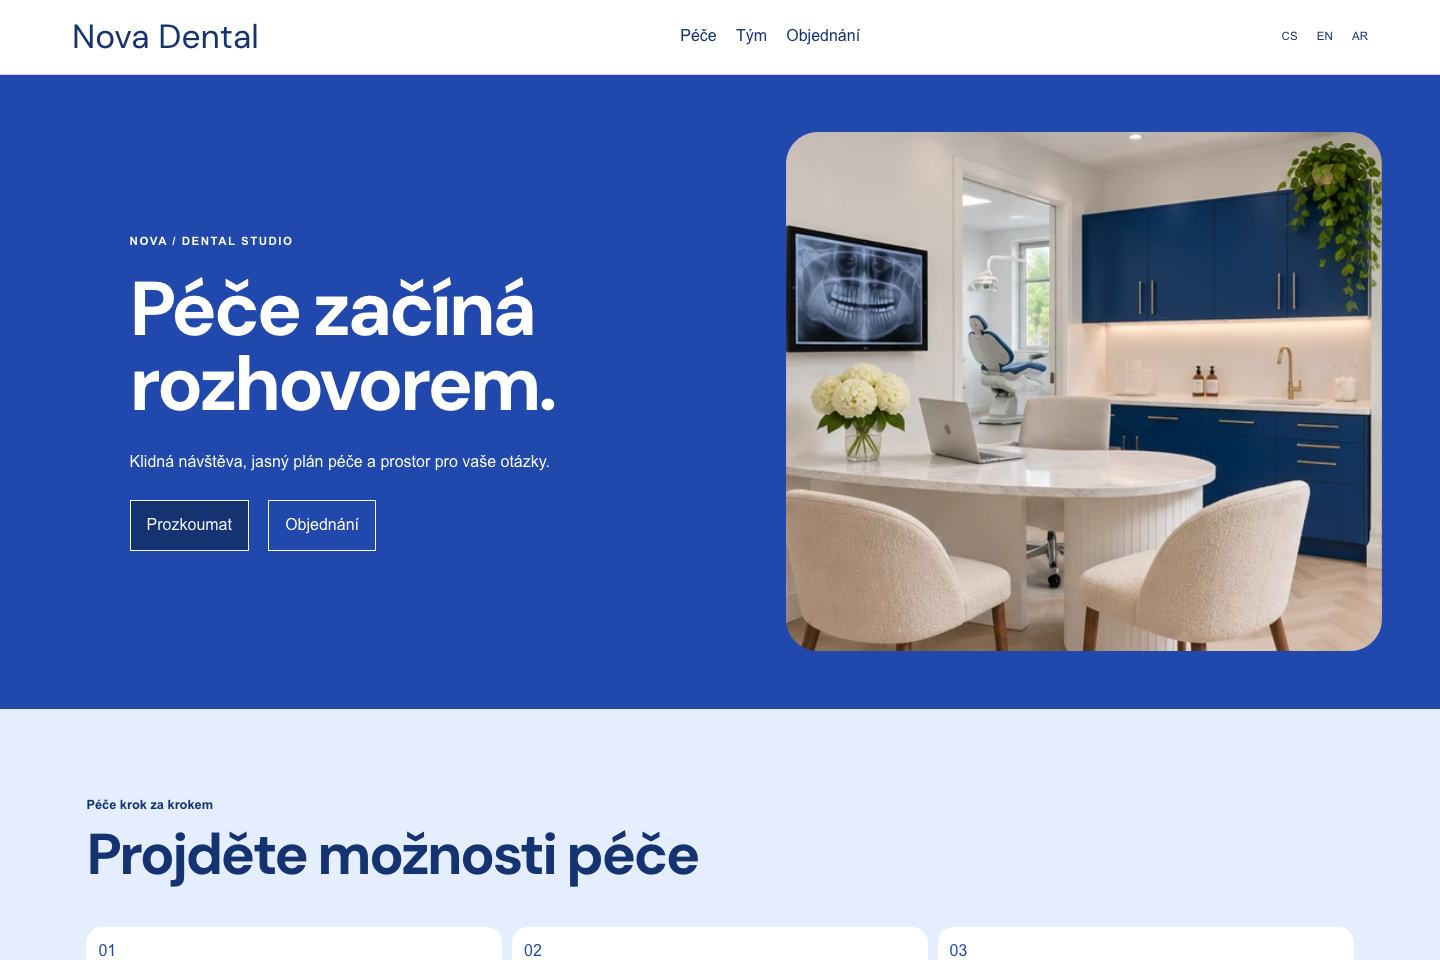 Nova Dental
Péče Tým Objednání
CS EN AR
NOVA / DENTAL STUDIO
Péče začíná
rozhovorem.
Klidná návštěva, jasný plán péče a prostor pro vaše otázky.
Prozkoumat
Objednání
Péče krok za krokem
Projděte možnosti péče
01
02
03